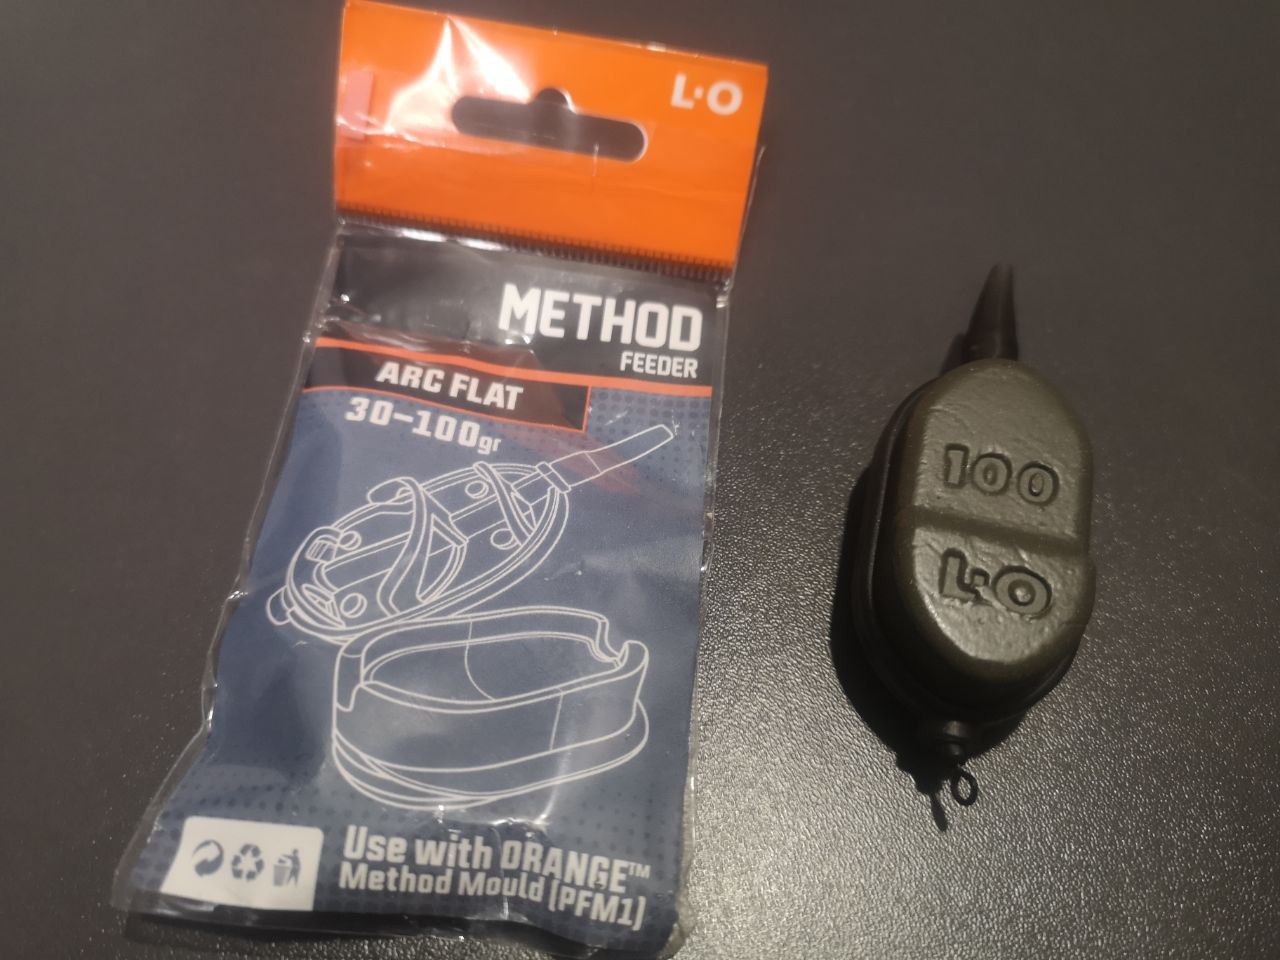 L·O
METHOD
FEEDER
ARC FLAT
30-100gr
Use with ORANGE™
Method Mould (PFM1)
100
L·O